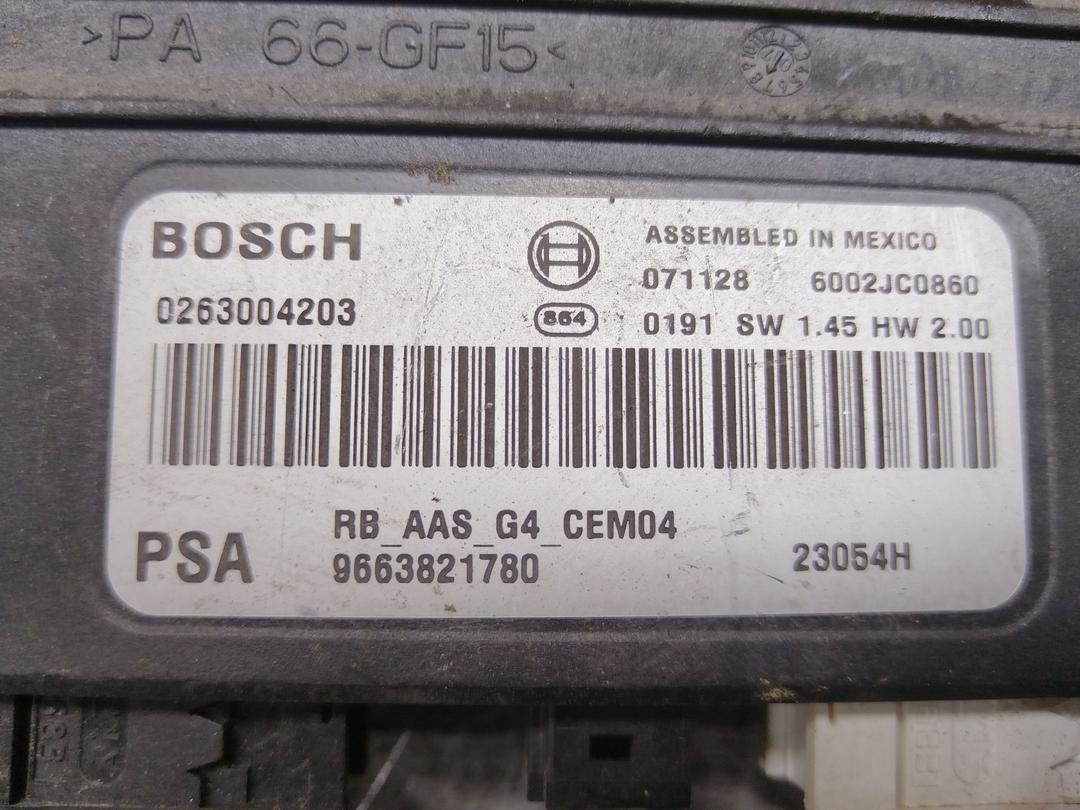 >PA 66-GF15<
BOSCH
ASSEMBLED IN MEXICO
071128 6002JC0860
0263004203
864
0191 SW 1.45 HW 2.00
RB_AAS_G4_CEM04
PSA
9663821780
23054H